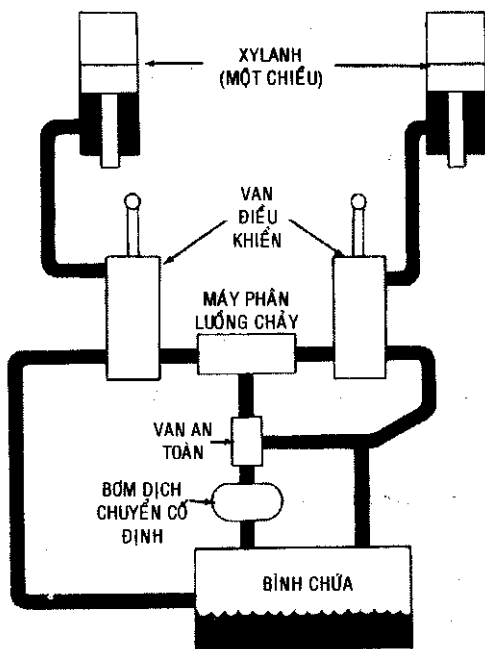 XYLANH
(MỘT CHIỀU)
VAN
ĐIỀU
KHIỂN
MÁY PHÂN
LUỒNG CHẢY
VAN AN
TOÀN
BƠM DỊCH
CHUYỂN CỐ
ĐỊNH
BÌNH CHỨA